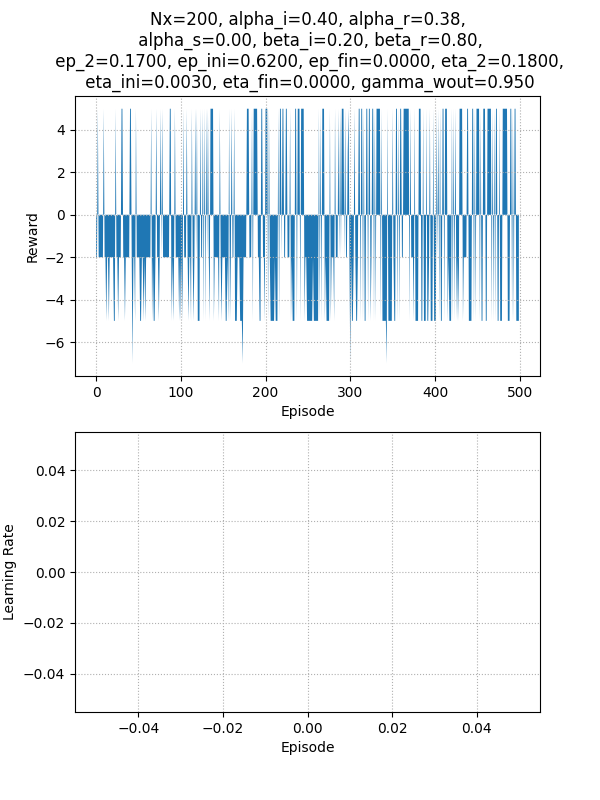 Nx=200, alpha_i=0.40, alpha_r=0.38,
alpha_s=0.00, beta_i=0.20, beta_r=0.80,
ep_2=0.1700, ep_ini=0.6200, ep_fin=0.0000, eta_2=0.1800,
eta_ini=0.0030, eta_fin=0.0000, gamma_wout=0.950
4
2
0
−2
−4
−6
Reward
0 100 200 300 400 500
Episode
0.04
0.02
0.00
−0.02
−0.04
Learning Rate
−0.04 −0.02 0.00 0.02 0.04
Episode